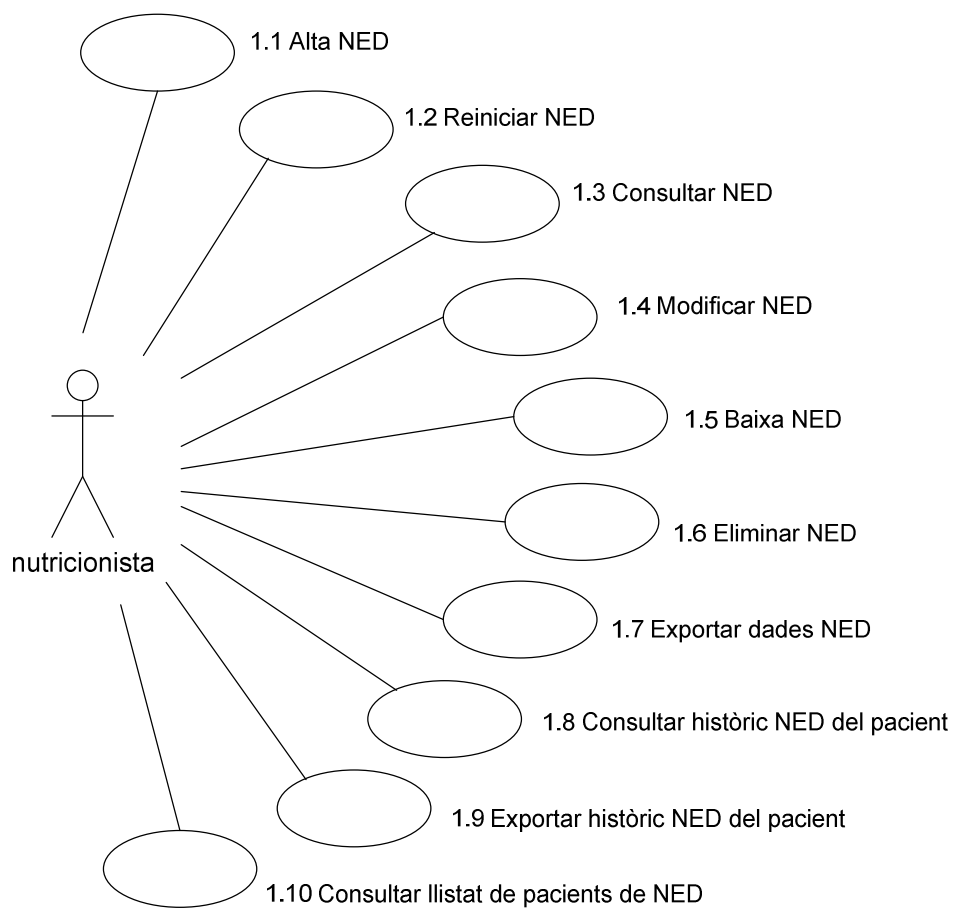 1.1 Alta NED
1.2 Reiniciar NED
1.3 Consultar NED
1.4 Modificar NED
1.5 Baixa NED
1.6 Eliminar NED
nutricionista
1.7 Exportar dades NED
1.8 Consultar històric NED del pacient
1.9 Exportar històric NED del pacient
1.10 Consultar llistat de pacients de NED